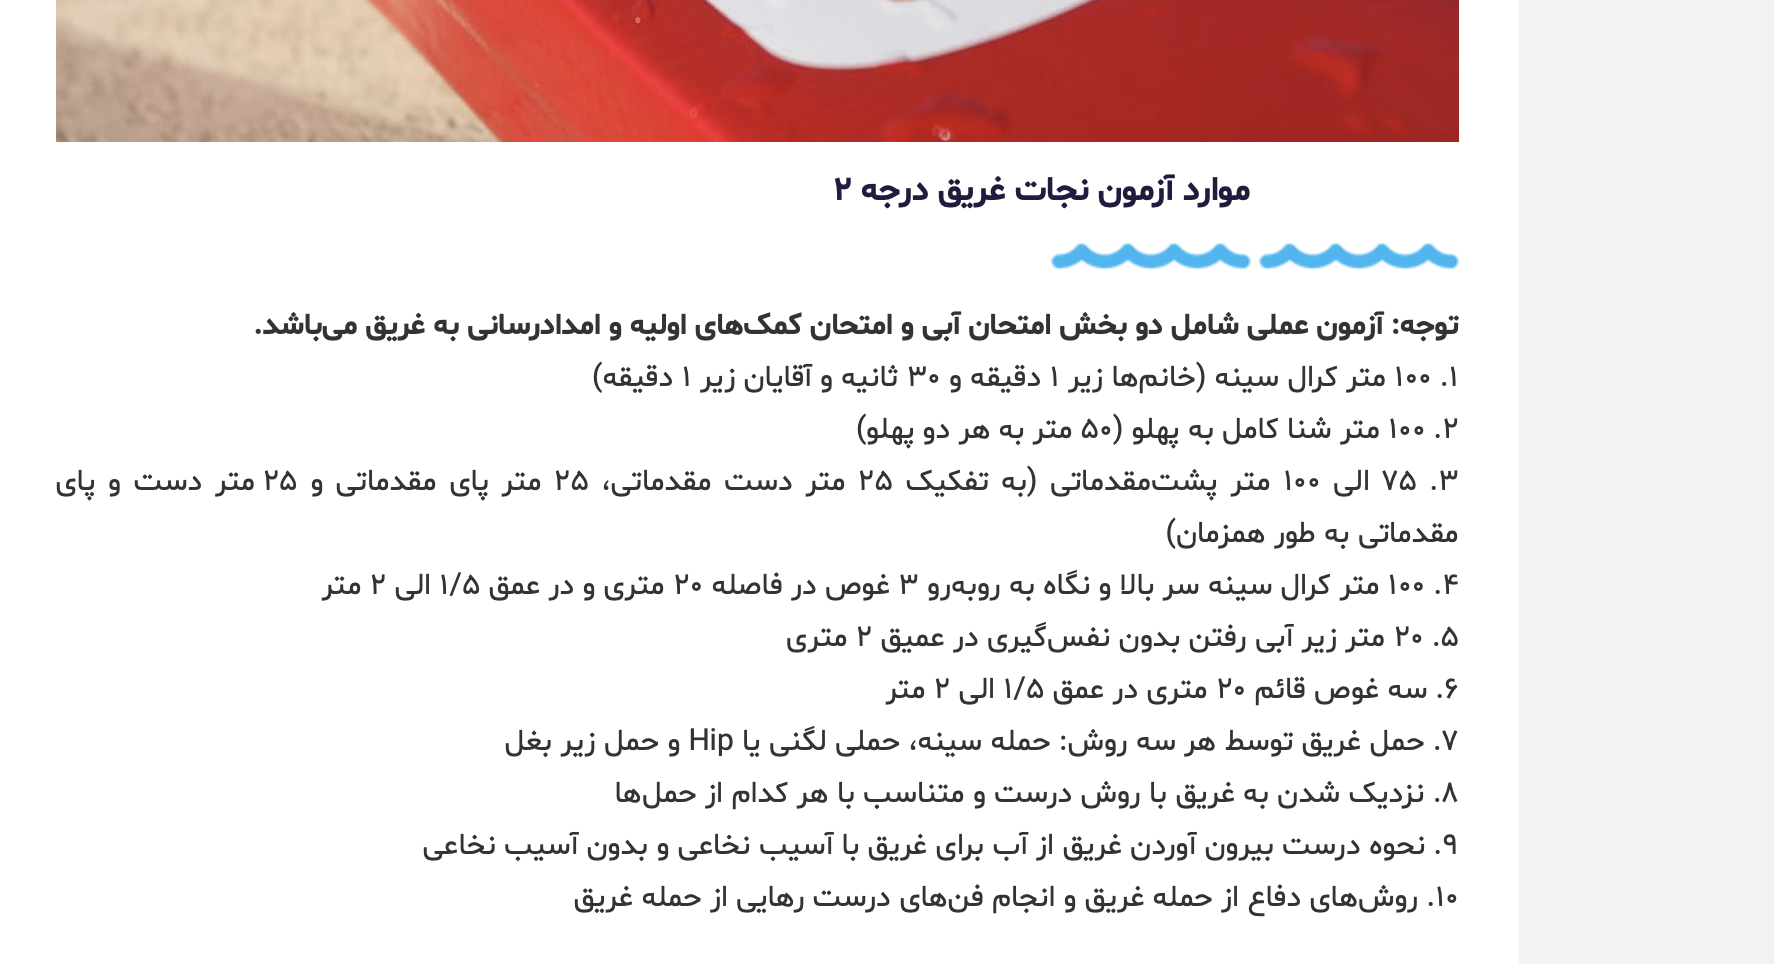 موارد آزمون نجات غریق درجه ۲
توجه: آزمون عملی شامل دو بخش امتحان آبی و امتحان کمک‌های اولیه و امدادرسانی به غریق می‌باشد.
۱. ۱۰۰ متر کرال سینه (خانم‌ها زیر ۱ دقیقه و ۳۰ ثانیه و آقایان زیر ۱ دقیقه)
۲. ۱۰۰ متر شنا کامل به پهلو (۵۰ متر به هر دو پهلو)
۳. ۷۵ الی ۱۰۰ متر پشت‌مقدماتی (به تفکیک ۲۵ متر دست مقدماتی، ۲۵ متر پای مقدماتی و ۲۵ متر دست و پای
مقدماتی به طور همزمان)
۴. ۱۰۰ متر کرال سینه سر بالا و نگاه به روبه‌رو ۳ غوص در فاصله ۲۰ متری و در عمق ۱/۵ الی ۲ متر
۵. ۲۰ متر زیر آبی رفتن بدون نفس‌گیری در عمیق ۲ متری
۶. سه غوص قائم ۲۰ متری در عمق ۱/۵ الی ۲ متر
۷. حمل غریق توسط هر سه روش: حمله سینه، حملی لگنی یا Hip و حمل زیر بغل
۸. نزدیک شدن به غریق با روش درست و متناسب با هر کدام از حمل‌ها
۹. نحوه درست بیرون آوردن غریق از آب برای غریق با آسیب نخاعی و بدون آسیب نخاعی
۱۰. روش‌های دفاع از حمله غریق و انجام فن‌های درست رهایی از حمله غریق